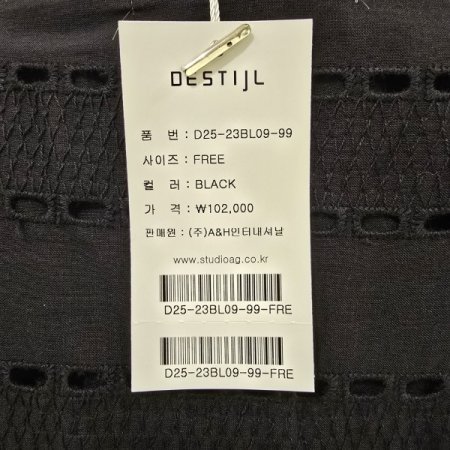 DESTIJL
품 번 : D25-23BL09-99
사이즈 : FREE
컬 러 : BLACK
가 격 : ₩102,000
판매원 : (주)A&H인터내셔날
www.studioag.co.kr
D25-23BL09-99-FRE
D25-23BL09-99-FRE